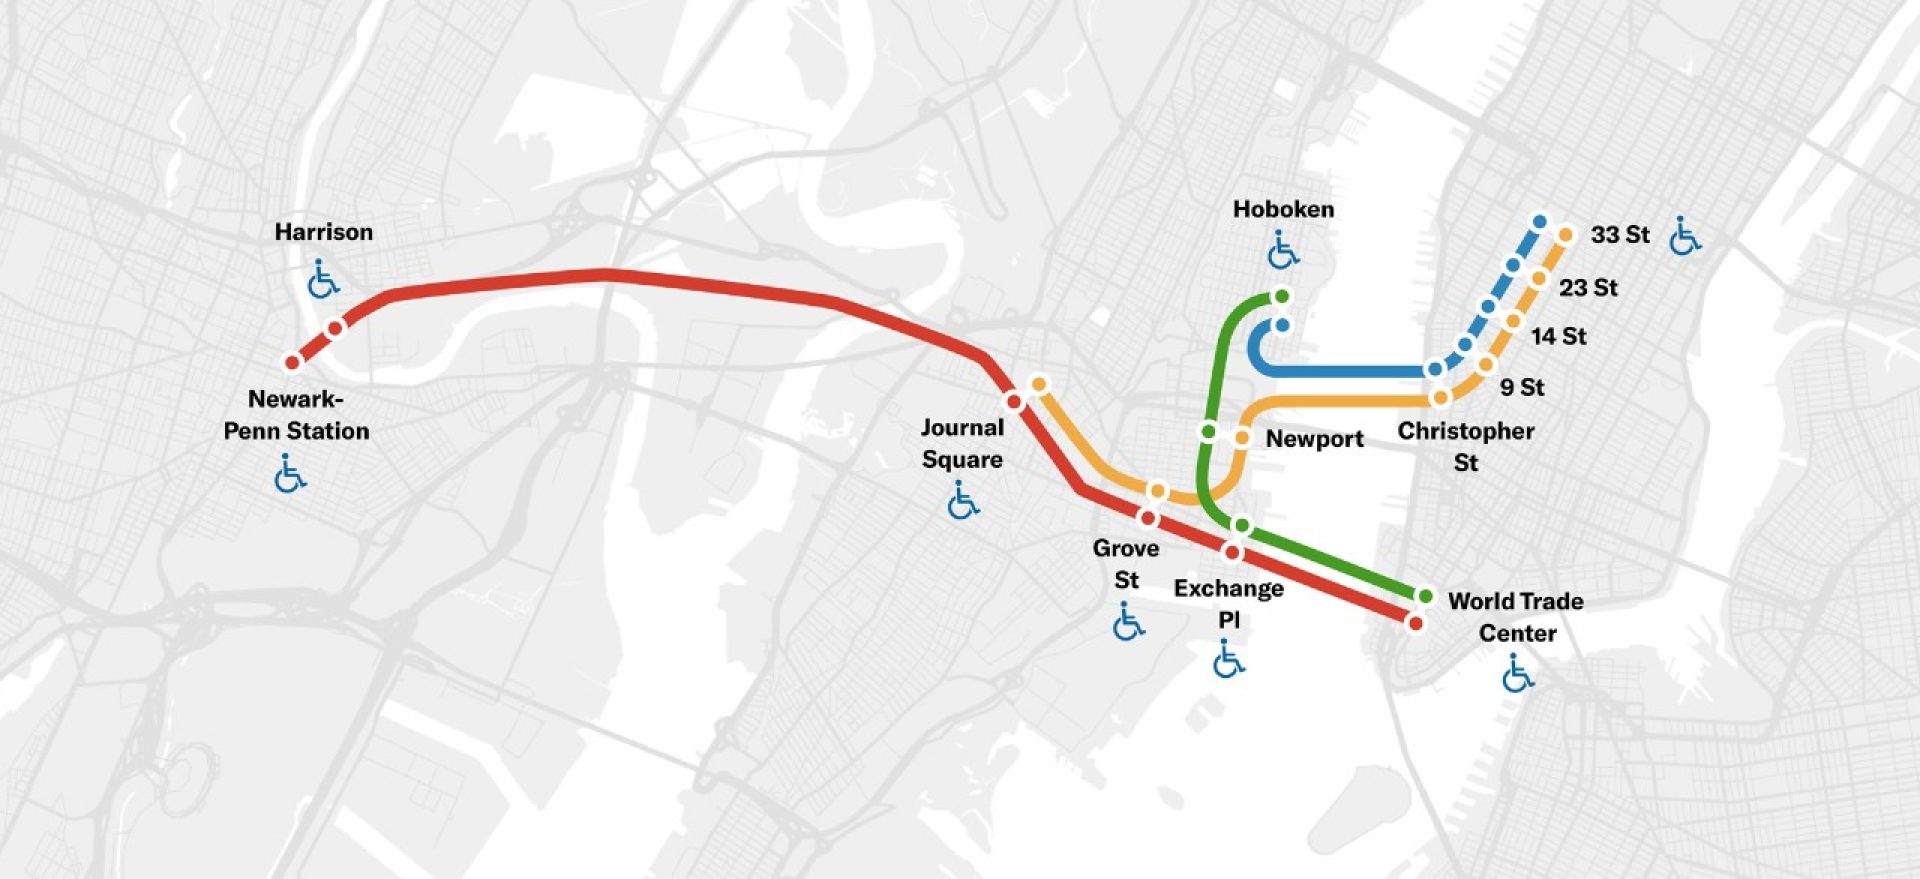 Harrison
Newark-
Penn Station
Journal
Square
Grove
St
Exchange
Pl
Hoboken
Newport
Christopher
St
33 St
23 St
14 St
9 St
World Trade
Center